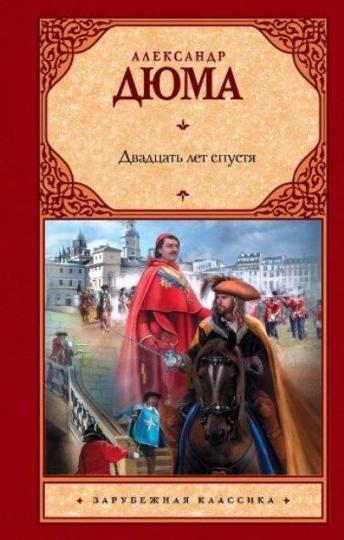 АЛЕКСАНДР
ДЮМА
Двадцать лет спустя
ЗАРУБЕЖНАЯ КЛАССИКА